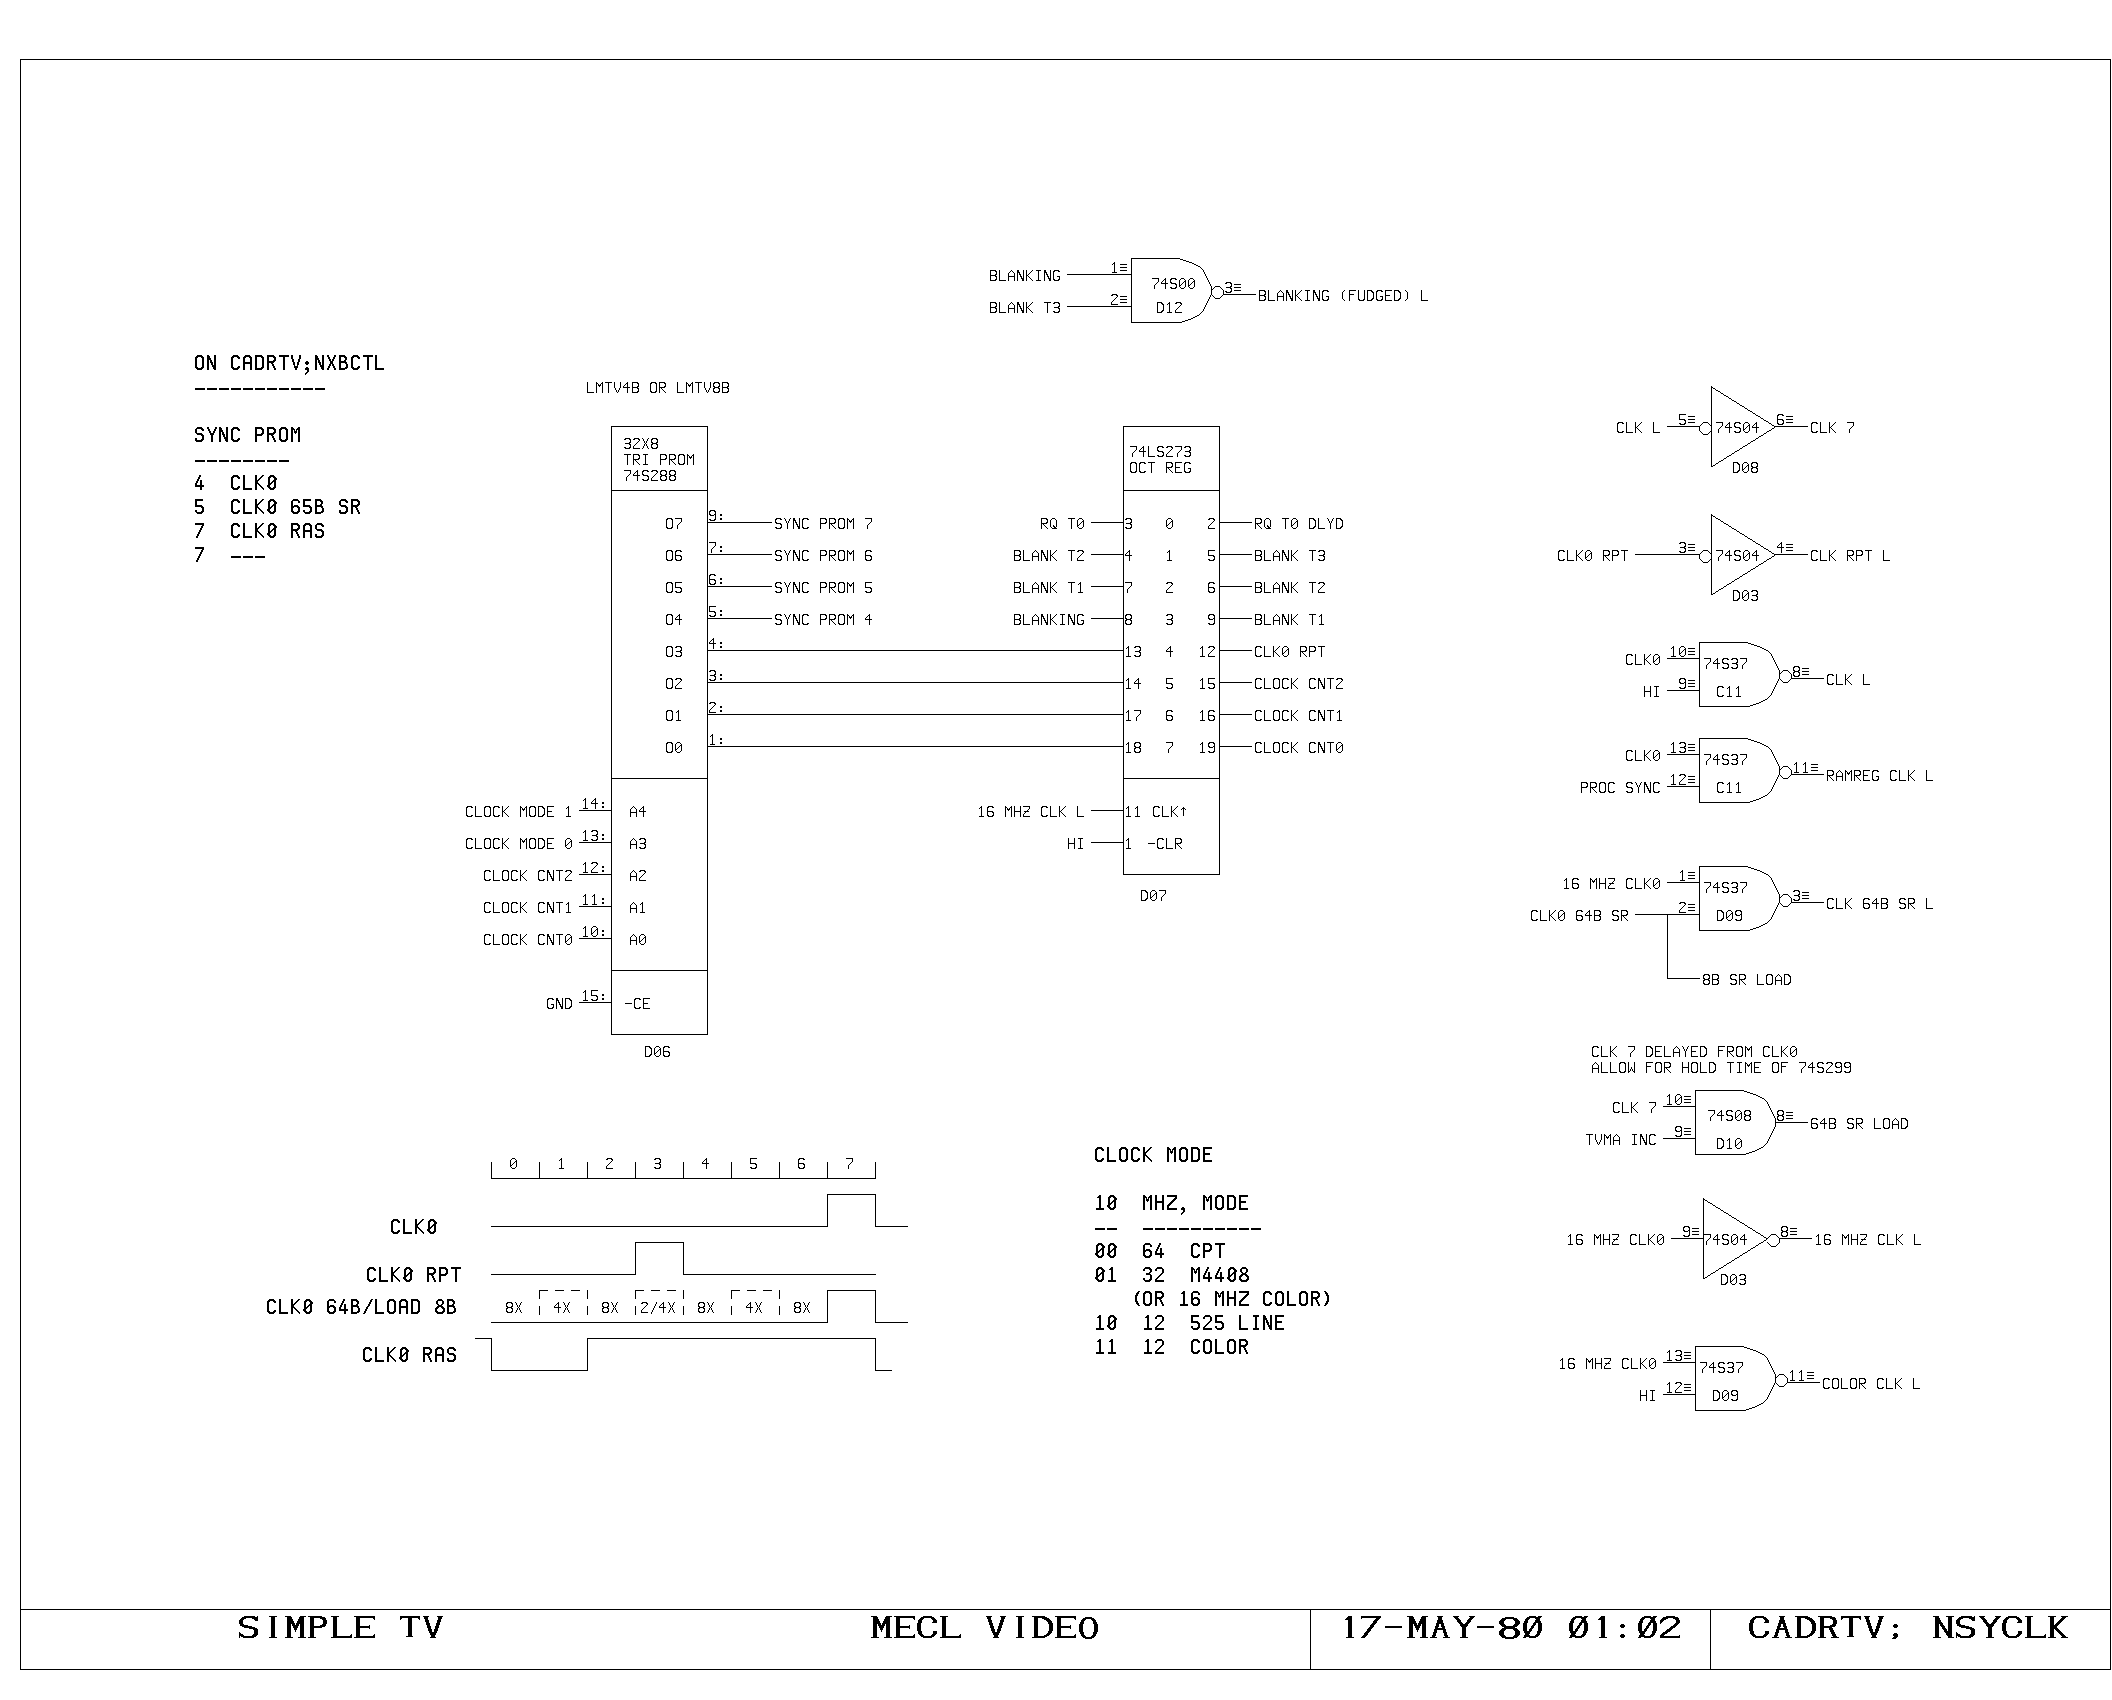 BLANKING
1≡
74S00
BLANK T3
2≡
D12
3≡
BLANKING (FUDGED) L
ON CADRTV;NXBCTL
-----------
SYNC PROM
--------
4 CLK0
5 CLK0 65B SR
7 CLK0 RAS
7 ---
LMTV4B OR LMTV8B
32X8
TRI PROM
74S288
O7 9: SYNC PROM 7
O6 7: SYNC PROM 6
O5 6: SYNC PROM 5
O4 5: SYNC PROM 4
O3 4:
O2 3:
O1 2:
O0 1:
CLOCK MODE 1 14: A4
CLOCK MODE 0 13: A3
CLOCK CNT2 12: A2
CLOCK CNT1 11: A1
CLOCK CNT0 10: A0
GND 15: -CE
D06
74LS273
OCT REG
RQ T0 3 0 2 RQ T0 DLYD
BLANK T2 4 1 5 BLANK T3
BLANK T1 7 2 6 BLANK T2
BLANKING 8 3 9 BLANK T1
13 4 12 CLK0 RPT
14 5 15 CLOCK CNT2
17 6 16 CLOCK CNT1
18 7 19 CLOCK CNT0
16 MHZ CLK L 11 CLK↑
HI 1 -CLR
D07
CLK L 5≡ 74S04 6≡ CLK 7
D08
CLK0 RPT 3≡ 74S04 4≡ CLK RPT L
D03
CLK0 10≡ 74S37
HI 9≡ C11
8≡ CLK L
CLK0 13≡ 74S37
PROC SYNC 12≡ C11
11≡ RAMREG CLK L
16 MHZ CLK0 1≡ 74S37
CLK0 64B SR 2≡ D09
3≡ CLK 64B SR L
8B SR LOAD
CLK 7 DELAYED FROM CLK0
ALLOW FOR HOLD TIME OF 74S299
CLK 7 10≡ 74S08
TVMA INC 9≡ D10
8≡ 64B SR LOAD
16 MHZ CLK0 9≡ 74S04 8≡ 16 MHZ CLK L
D03
16 MHZ CLK0 13≡ 74S37
HI 12≡ D09
11≡ COLOR CLK L
0 1 2 3 4 5 6 7
CLK0
CLK0 RPT
CLK0 64B/LOAD 8B 8X 4X 8X 2/4X 8X 4X 8X
CLK0 RAS
CLOCK MODE
10 MHZ, MODE
-- ----------
00 64 CPT
01 32 M4408
(OR 16 MHZ COLOR)
10 12 525 LINE
11 12 COLOR
SIMPLE TV MECL VIDEO 17-MAY-80 01:02 CADRTV; NSYCLK